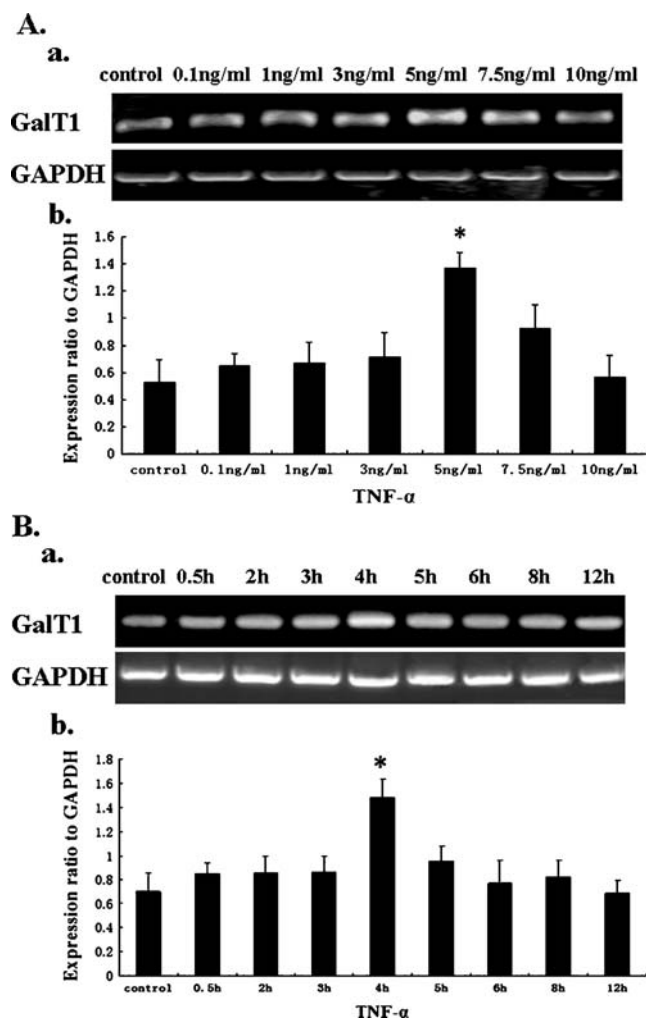 A.
a.
control 0.1ng/ml 1ng/ml 3ng/ml 5ng/ml 7.5ng/ml 10ng/ml
GalT1
GAPDH
b.
Expression ratio to GAPDH
1.6
1.4
1.2
1
0.8
0.6
0.4
0.2
0
*
control 0.1ng/ml 1ng/ml 3ng/ml 5ng/ml 7.5ng/ml 10ng/ml
TNF-α
B.
a.
control 0.5h 2h 3h 4h 5h 6h 8h 12h
GalT1
GAPDH
b.
Expression ratio to GAPDH
1.8
1.6
1.4
1.2
1
0.8
0.6
0.4
0.2
0
*
control 0.5h 2h 3h 4h 5h 6h 8h 12h
TNF-α